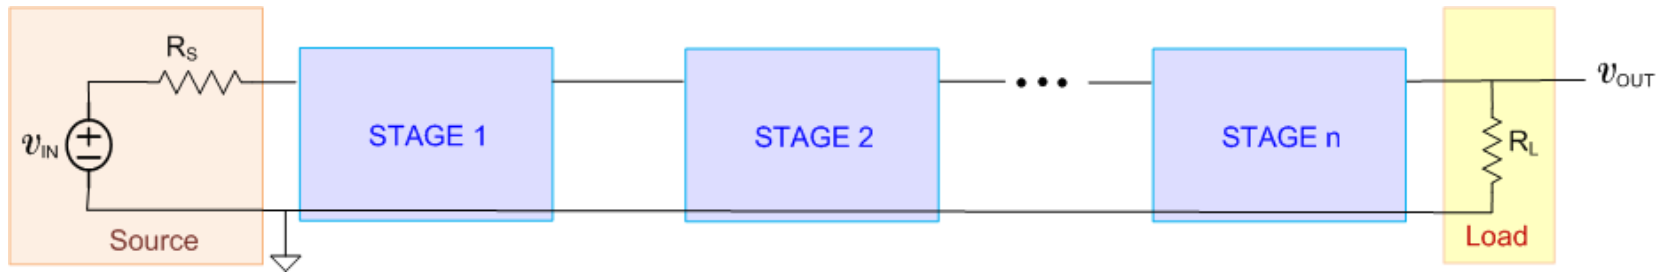 R_S
v_IN
STAGE 1
STAGE 2
•••
STAGE n
v_OUT
R_L
Source
Load